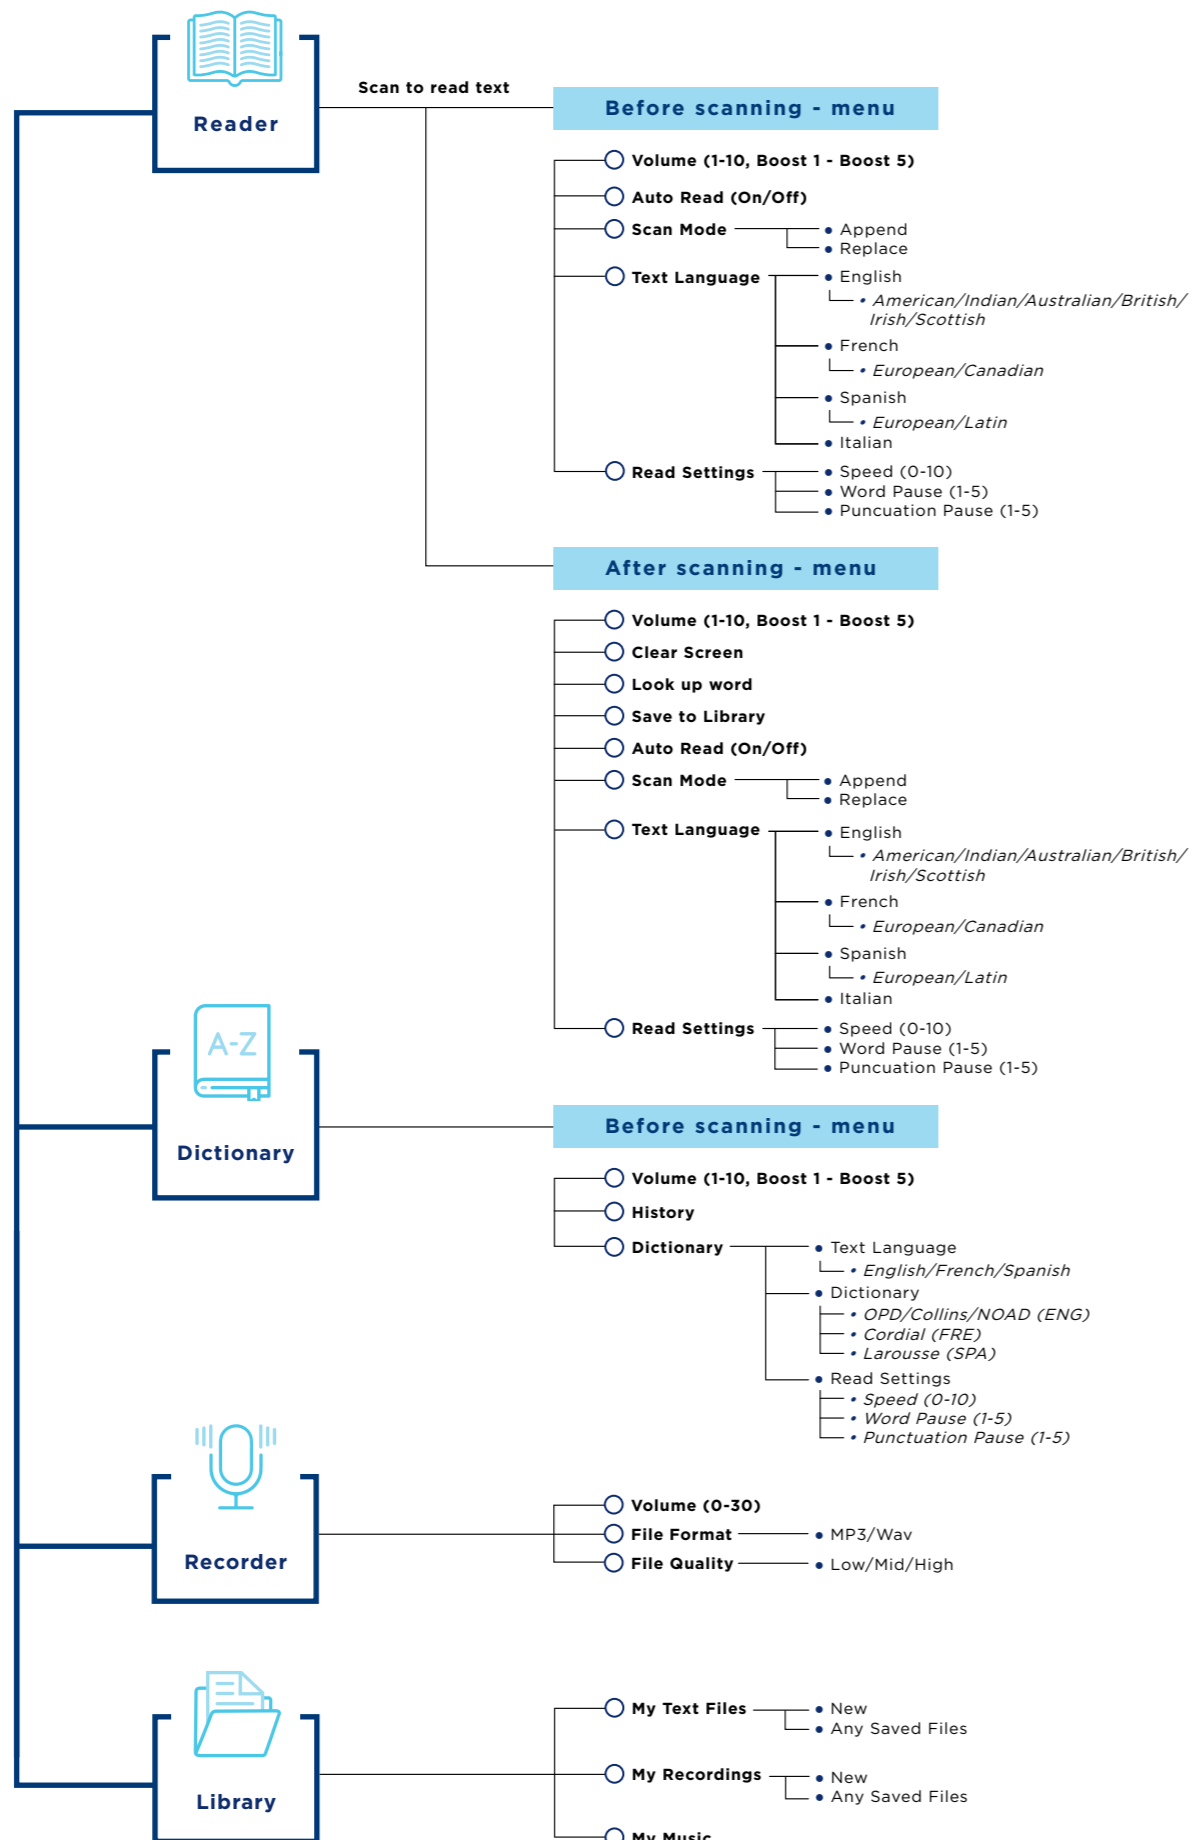 Reader
Scan to read text
Before scanning - menu
Volume (1-10, Boost 1 - Boost 5)
Auto Read (On/Off)
Scan Mode
Append
Replace
Text Language
English
American/Indian/Australian/British/
Irish/Scottish
French
European/Canadian
Spanish
European/Latin
Italian
Read Settings
Speed (0-10)
Word Pause (1-5)
Puncuation Pause (1-5)
After scanning - menu
Volume (1-10, Boost 1 - Boost 5)
Clear Screen
Look up word
Save to Library
Auto Read (On/Off)
Scan Mode
Append
Replace
Text Language
English
American/Indian/Australian/British/
Irish/Scottish
French
European/Canadian
Spanish
European/Latin
Italian
Read Settings
Speed (0-10)
Word Pause (1-5)
Puncuation Pause (1-5)
A-Z
Dictionary
Before scanning - menu
Volume (1-10, Boost 1 - Boost 5)
History
Dictionary
Text Language
English/French/Spanish
Dictionary
OPD/Collins/NOAD (ENG)
Cordial (FRE)
Larousse (SPA)
Read Settings
Speed (0-10)
Word Pause (1-5)
Punctuation Pause (1-5)
Recorder
Volume (0-30)
File Format
MP3/Wav
File Quality
Low/Mid/High
Library
My Text Files
New
Any Saved Files
My Recordings
New
Any Saved Files
My Music